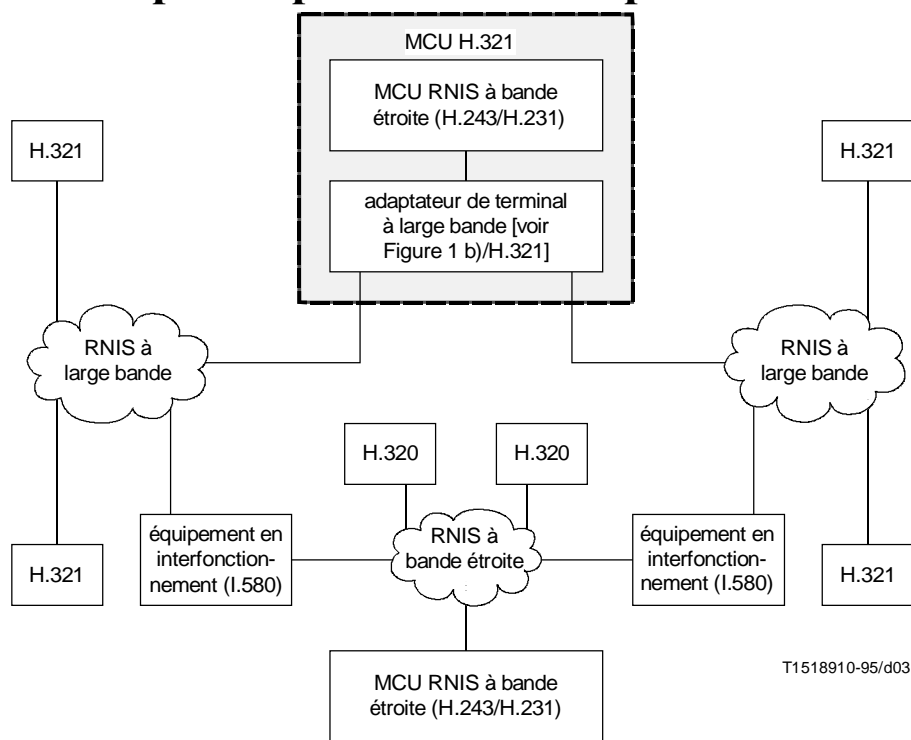 MCU H.321
MCU RNIS à bande
étroite (H.243/H.231)
H.321
H.321
adaptateur de terminal
à large bande [voir
Figure 1 b)/H.321]
RNIS à
large bande
RNIS à
large bande
H.320
H.320
équipement en
interfonction-
nement (I.580)
RNIS à
bande étroite
équipement en
interfonction-
nement (I.580)
H.321
H.321
MCU RNIS à bande
étroite (H.243/H.231)
T1518910-95/d03